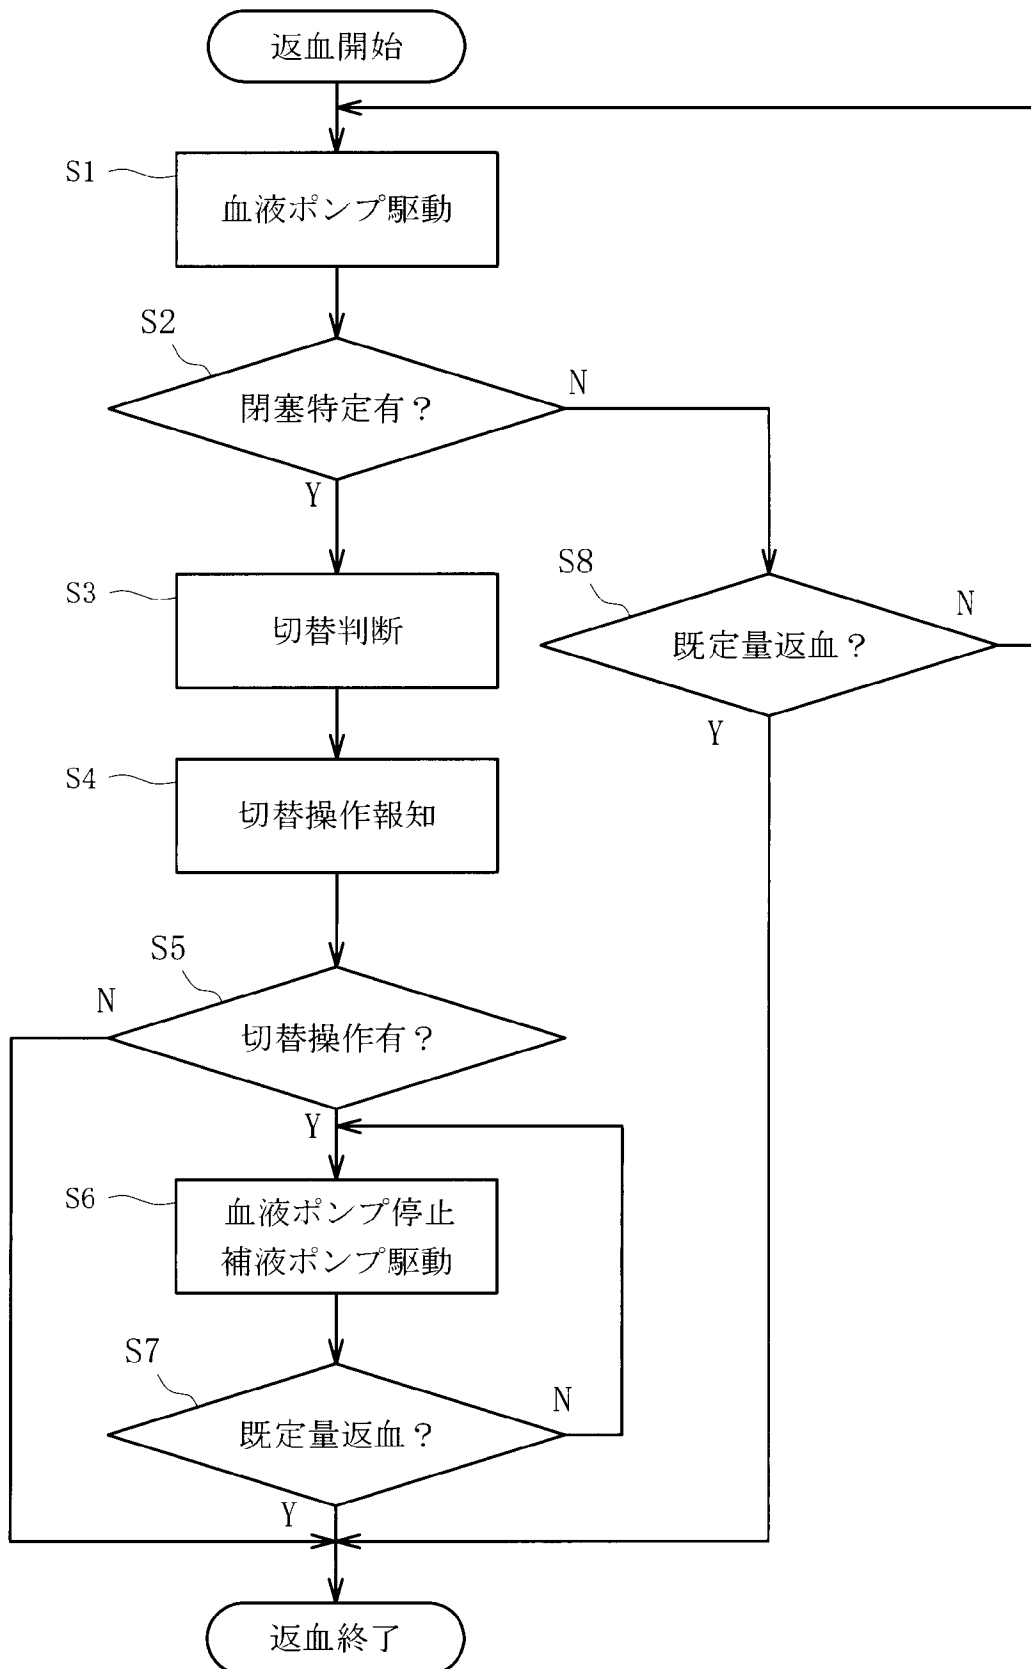 返血開始
S1
血液ポンプ駆動
S2
閉塞特定有？
N
Y
S3
切替判断
S8
既定量返血？
N
Y
S4
切替操作報知
S5
切替操作有？
N
Y
S6
血液ポンプ停止
補液ポンプ駆動
S7
既定量返血？
N
Y
返血終了